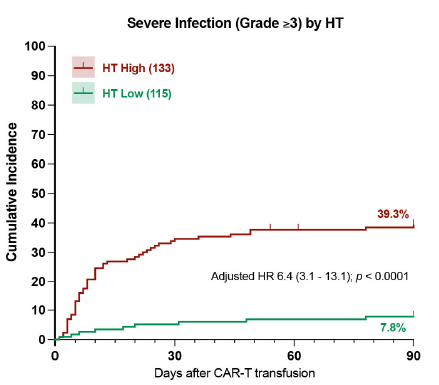 Severe Infection (Grade ≥3) by HT
HT High (133)
HT Low (115)
Cumulative Incidence
100
90
80
70
60
50
40
30
20
10
0
39.3%
Adjusted HR 6.4 (3.1 - 13.1); p < 0.0001
7.8%
0
30
60
90
Days after CAR-T transfusion